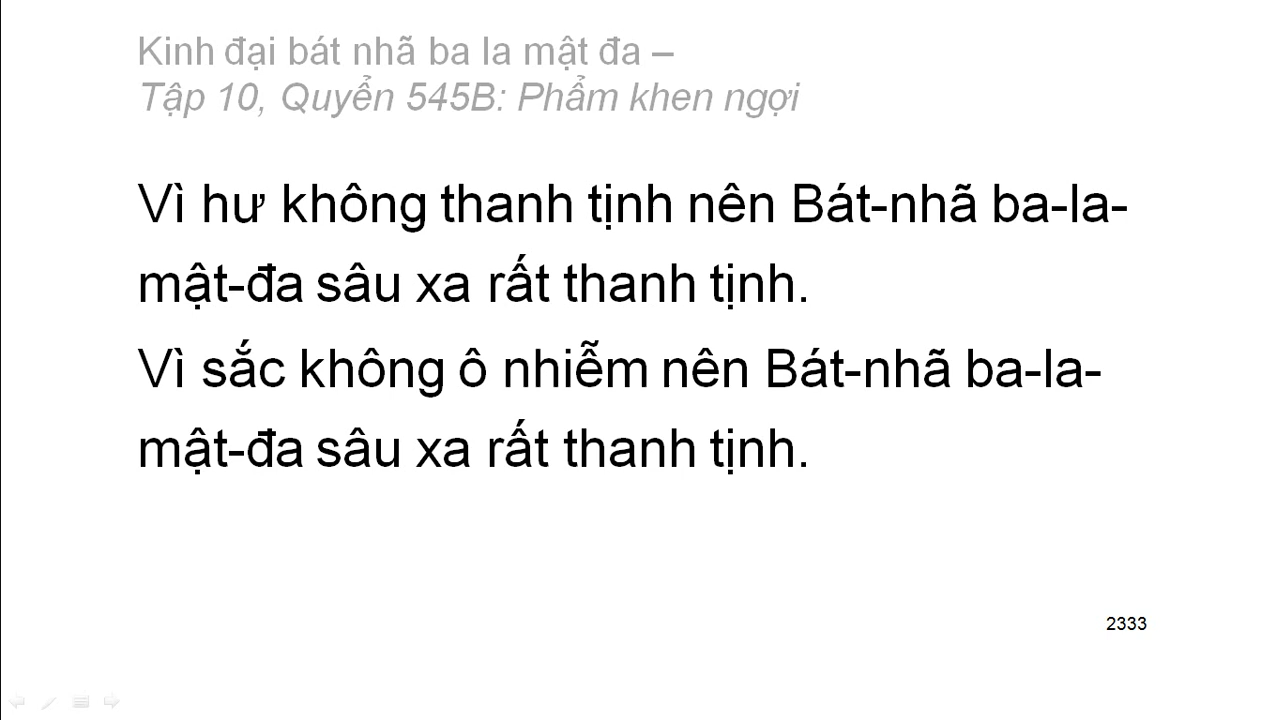 Kinh đại bát nhã ba la mật đa –
Tập 10, Quyển 545B: Phẩm khen ngợi
Vì hư không thanh tịnh nên Bát-nhã ba-la-
mật-đa sâu xa rất thanh tịnh.
Vì sắc không ô nhiễm nên Bát-nhã ba-la-
mật-đa sâu xa rất thanh tịnh.
2333